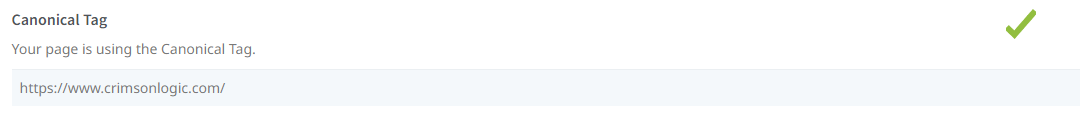 Canonical Tag
Your page is using the Canonical Tag.
https://www.crimsonlogic.com/